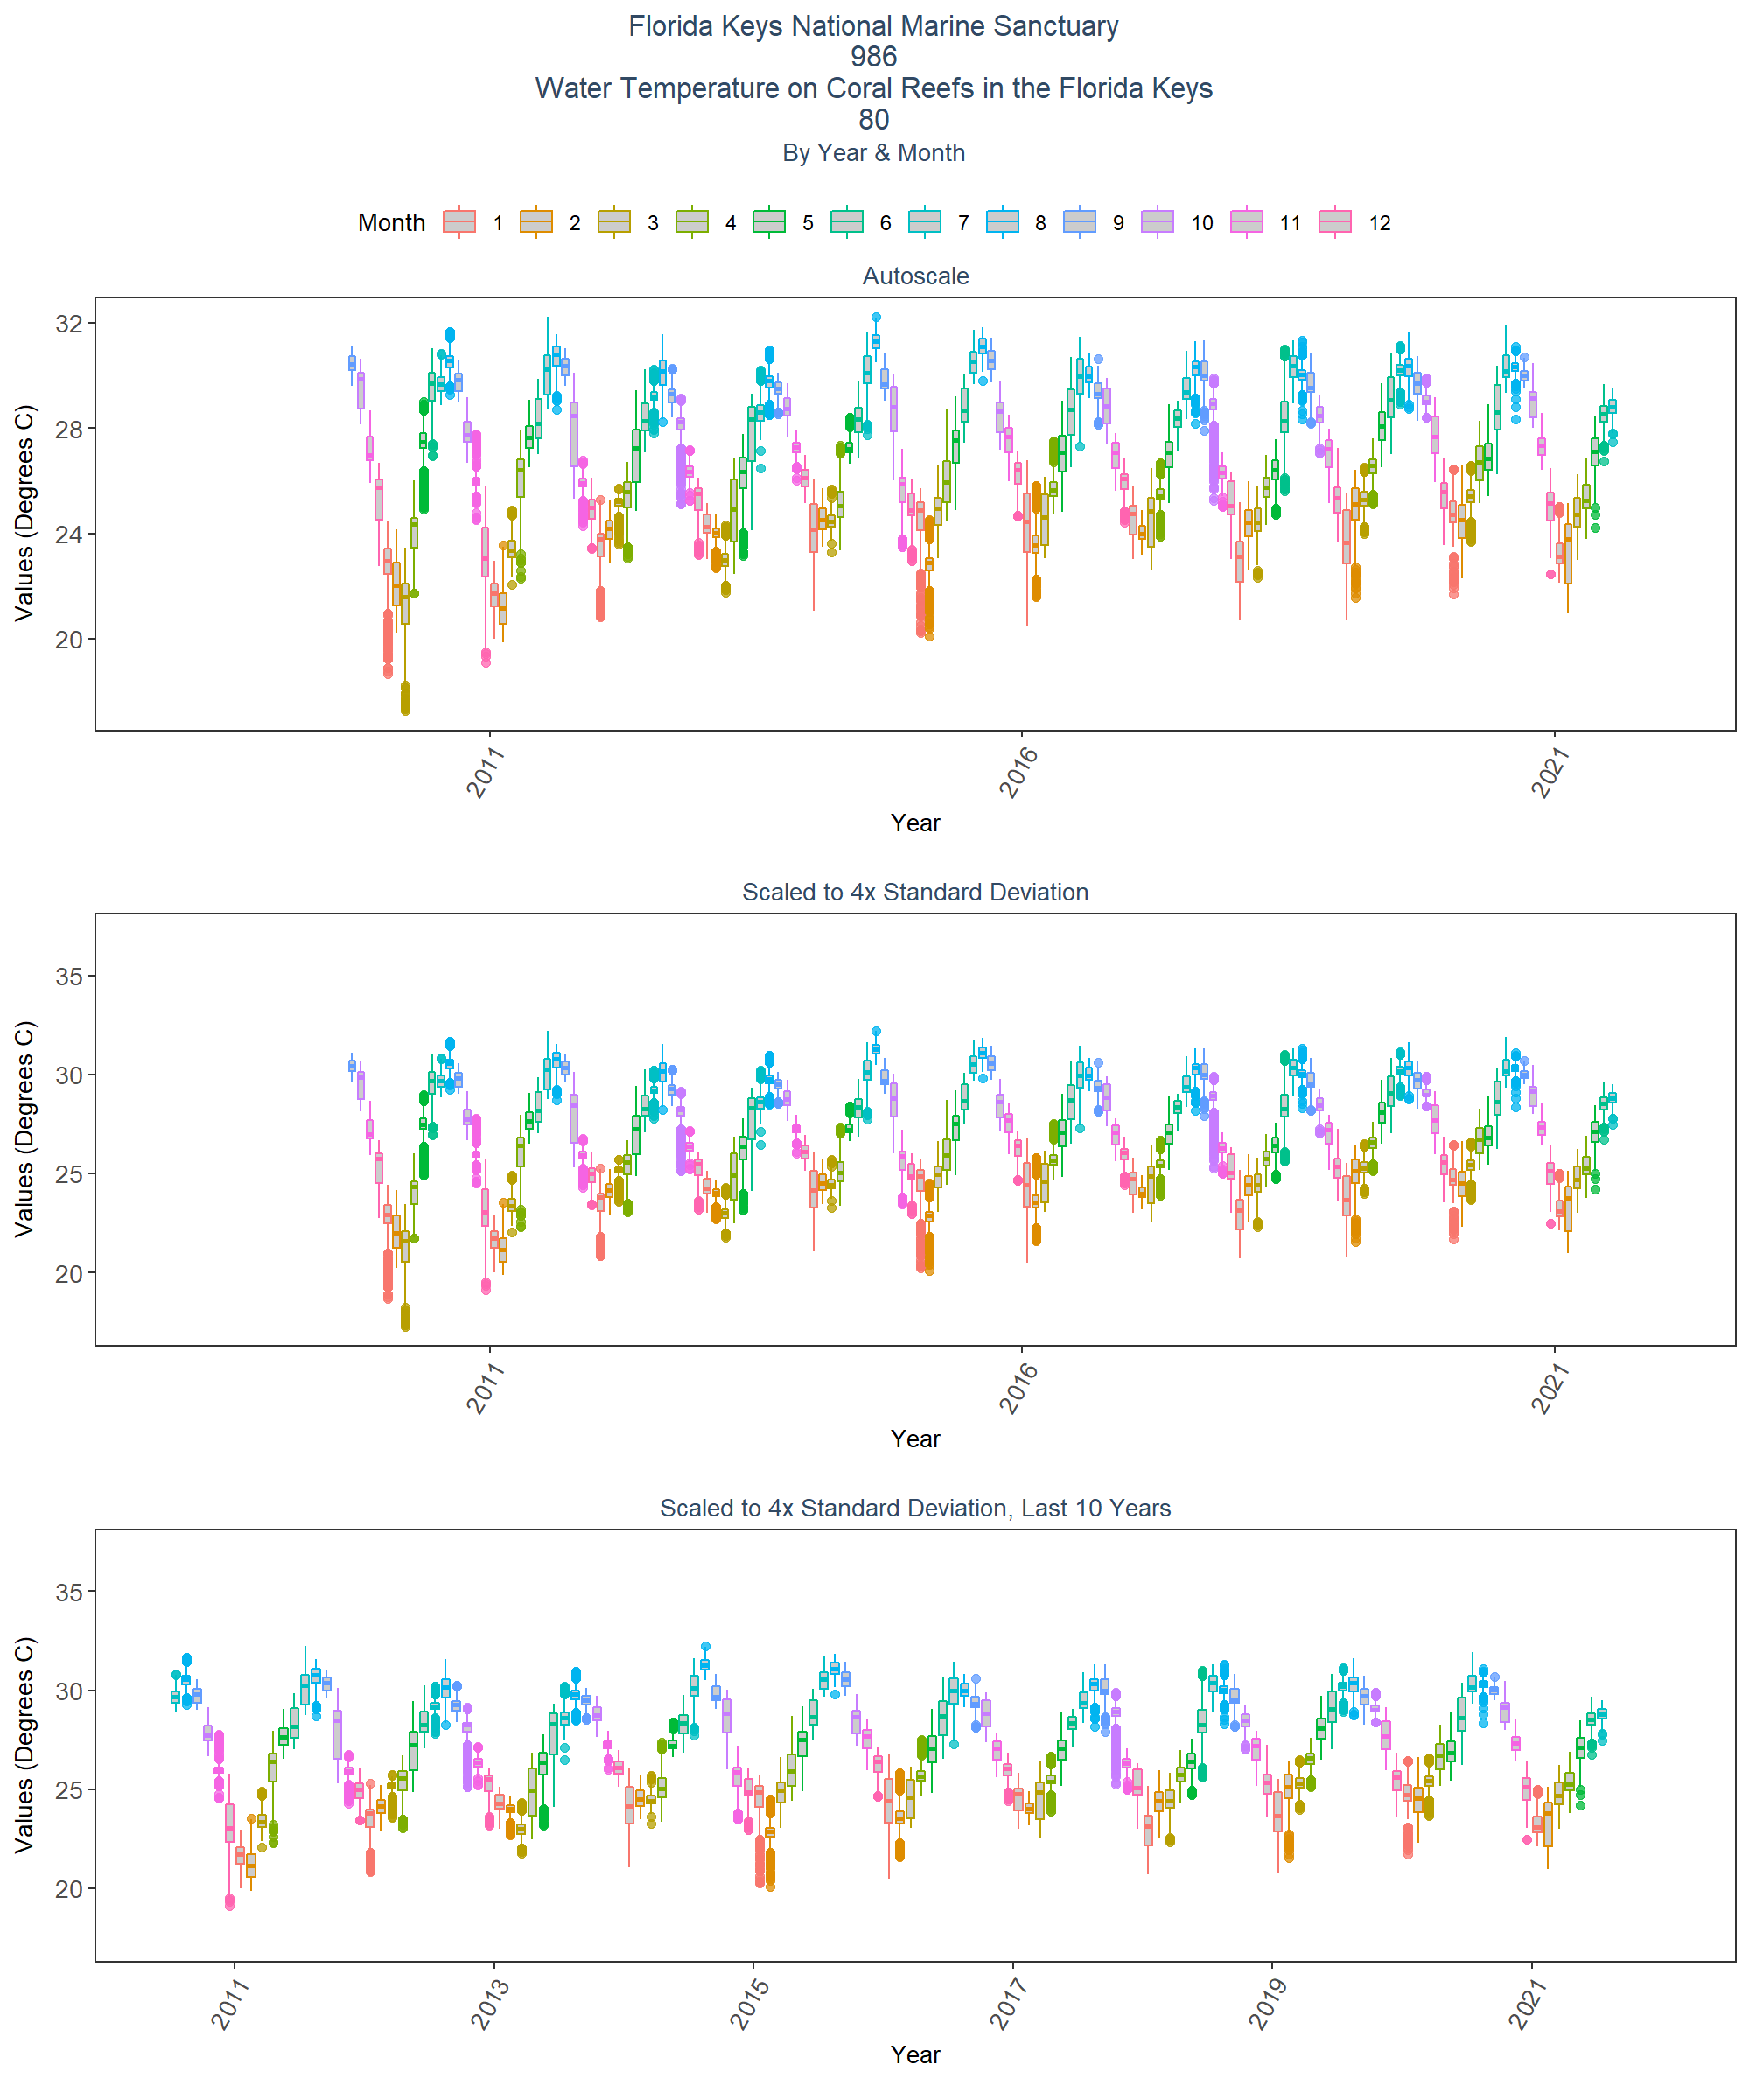 Florida Keys National Marine Sanctuary
986
Water Temperature on Coral Reefs in the Florida Keys
80
By Year & Month
Month 1 2 3 4 5 6 7 8 9 10 11 12
Autoscale
Values (Degrees C)
32
28
24
20
2011 2016 2021
Year
Scaled to 4x Standard Deviation
Values (Degrees C)
35
30
25
20
2011 2016 2021
Year
Scaled to 4x Standard Deviation, Last 10 Years
Values (Degrees C)
35
30
25
20
2011 2013 2015 2017 2019 2021
Year